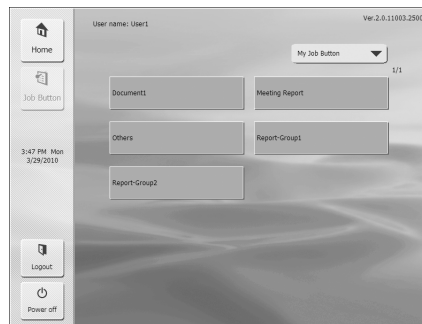 User name: User1
Ver.2.0.11003.2500
Home
My Job Button
1/1
Job Button
Document1
Meeting Report
Others
Report-Group1
3:47 PM Mon
3/29/2010
Report-Group2
Logout
Power off